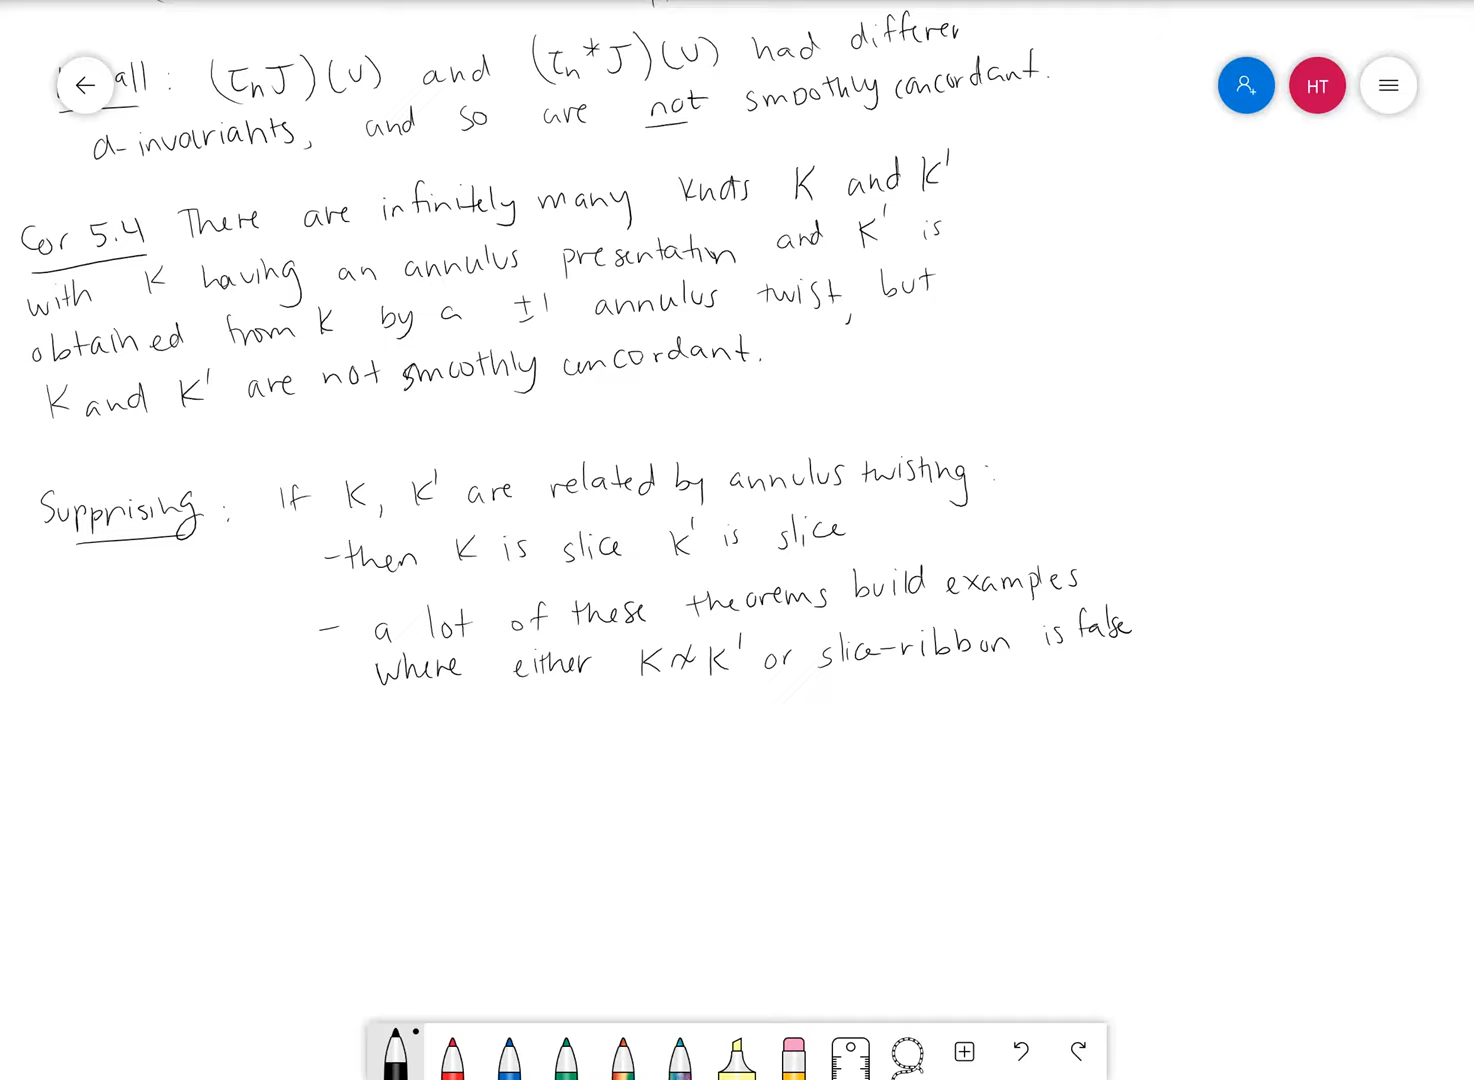 all : (τₙJ)(U) and (τₙ*J)(U) had differen
d-invariants, and so are not smoothly concordant.
Cor 5.4 There are infinitely many knots K and K'
with K having an annulus presentation and K' is
obtained from K by a ±1 annulus twist, but
K and K' are not smoothly concordant.
Supprising : If K, K' are related by annulus twisting :
- then K is slice K' is slice
- a lot of these theorems build examples
where either K≁K' or slice-ribbon is false
HT